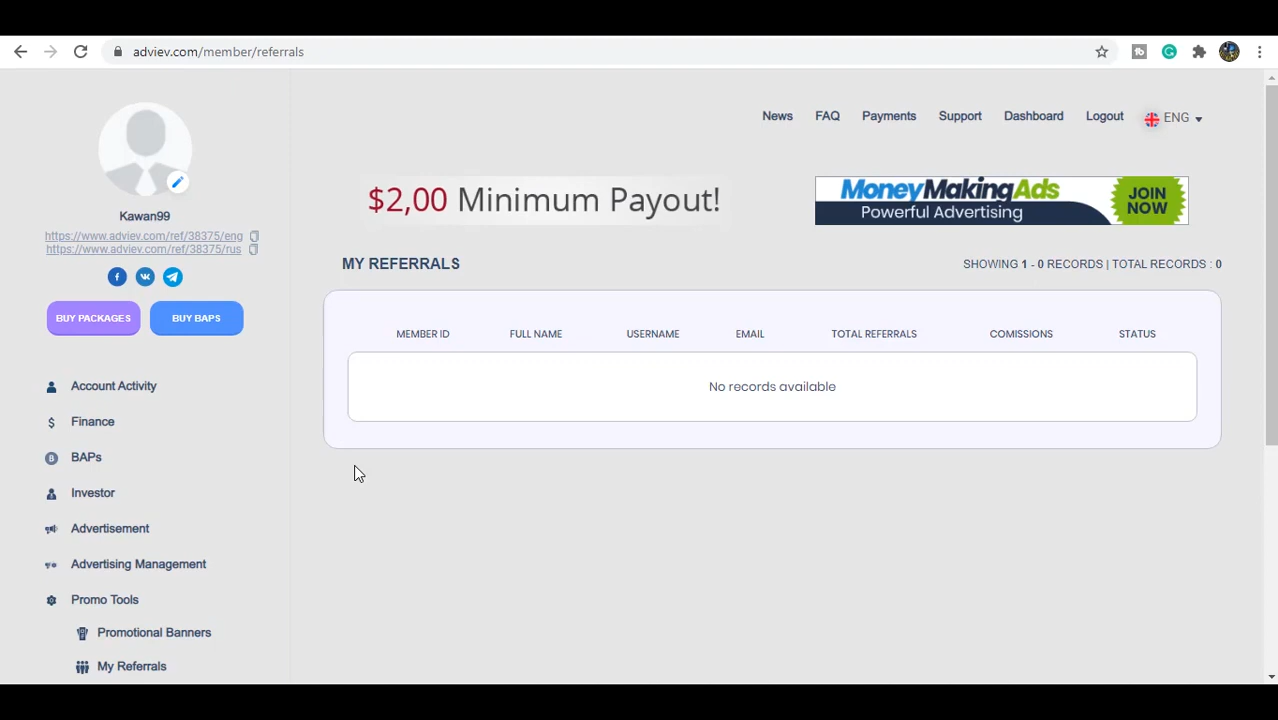 adviev.com/member/referrals
News FAQ Payments Support Dashboard Logout ENG
$2,00 Minimum Payout!
MoneyMakingAds
Powerful Advertising
JOIN
NOW
Kawan99
https://www.adviev.com/ref/38375/eng
https://www.adviev.com/ref/38375/rus
BUY PACKAGES BUY BAPS
Account Activity
Finance
BAPs
Investor
Advertisement
Advertising Management
Promo Tools
Promotional Banners
My Referrals
MY REFERRALS
SHOWING 1 - 0 RECORDS | TOTAL RECORDS : 0
MEMBER ID FULL NAME USERNAME EMAIL TOTAL REFERRALS COMISSIONS STATUS
No records available